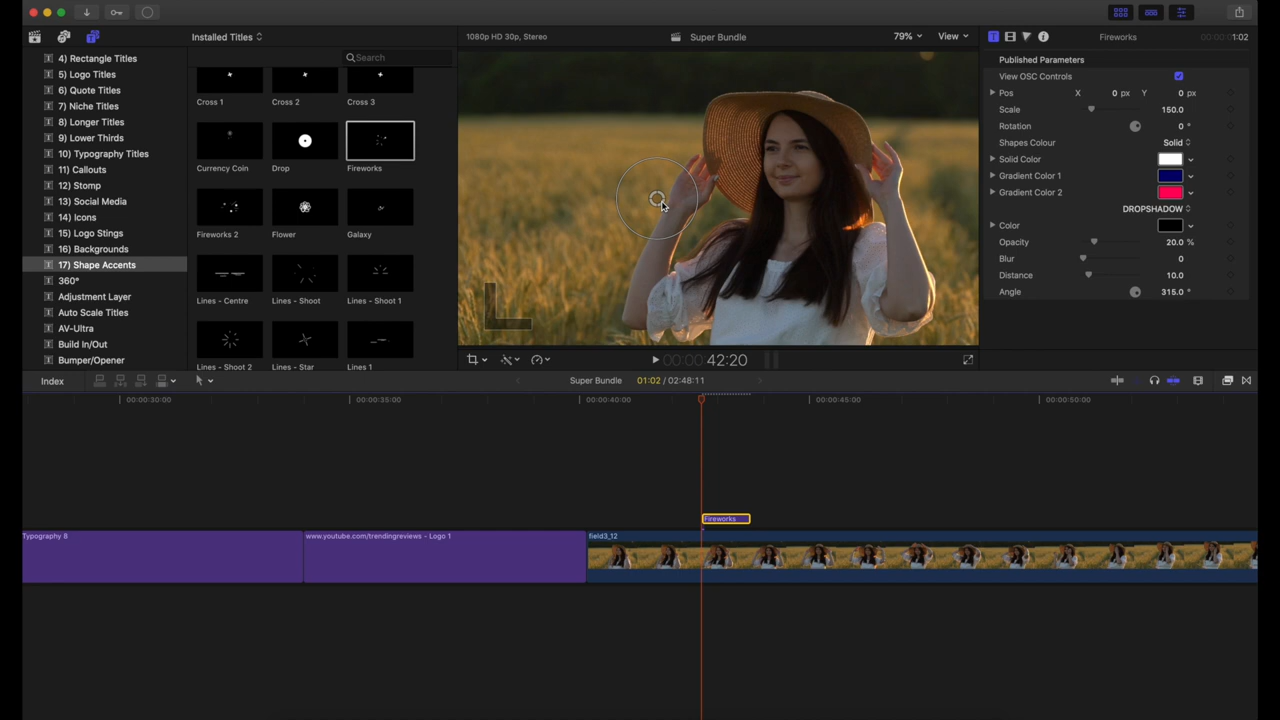 Installed Titles
Search
1080p HD 30p, Stereo
Super Bundle
79%
View
Fireworks
1:02
4) Rectangle Titles
5) Logo Titles
6) Quote Titles
7) Niche Titles
8) Longer Titles
9) Lower Thirds
10) Typography Titles
11) Callouts
12) Stomp
13) Social Media
14) Icons
15) Logo Stings
16) Backgrounds
17) Shape Accents
360°
Adjustment Layer
Auto Scale Titles
AV-Ultra
Build In/Out
Bumper/Opener
Cross 1
Cross 2
Cross 3
Currency Coin
Drop
Fireworks
Fireworks 2
Flower
Galaxy
Lines - Centre
Lines - Shoot
Lines - Shoot 1
Lines - Shoot 2
Lines - Star
Lines 1
Published Parameters
View OSC Controls
Pos X 0 px Y 0 px
Scale 150.0
Rotation 0 °
Shapes Colour Solid
Solid Color
Gradient Color 1
Gradient Color 2
DROPSHADOW
Color
Opacity 20.0 %
Blur 0
Distance 10.0
Angle 315.0 °
00:00:42:20
Index
Super Bundle
01:02 / 02:48:11
00:00:30:00
00:00:35:00
00:00:40:00
00:00:45:00
00:00:50:00
Fireworks
Typography 8
www.youtube.com/trendingreviews - Logo 1
field3_12